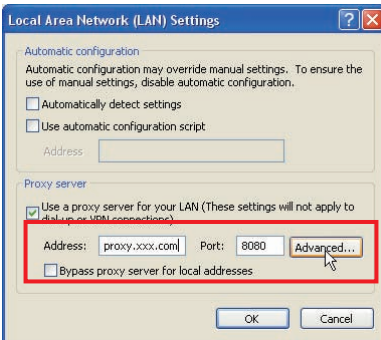 Local Area Network (LAN) Settings
Automatic configuration
Automatic configuration may override manual settings. To ensure the
use of manual settings, disable automatic configuration.
Automatically detect settings
Use automatic configuration script
Address
Proxy server
Use a proxy server for your LAN (These settings will not apply to
dial-up or VPN connections)
Address: proxy.xxx.com Port: 8080 Advanced...
Bypass proxy server for local addresses
OK Cancel